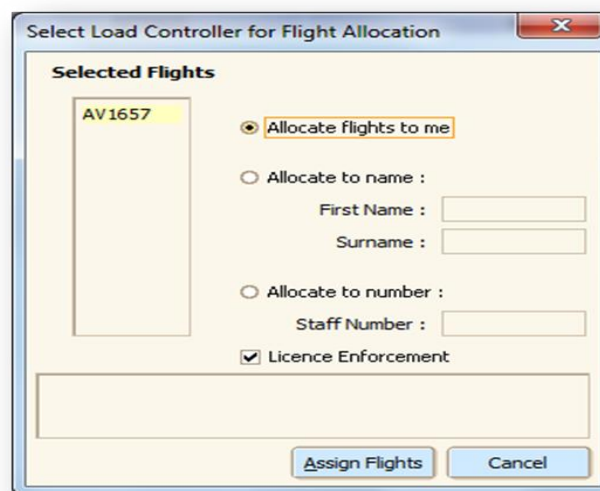 Select Load Controller for Flight Allocation
Selected Flights
AV1657
Allocate flights to me
Allocate to name :
First Name :
Surname :
Allocate to number :
Staff Number :
Licence Enforcement
Assign Flights
Cancel